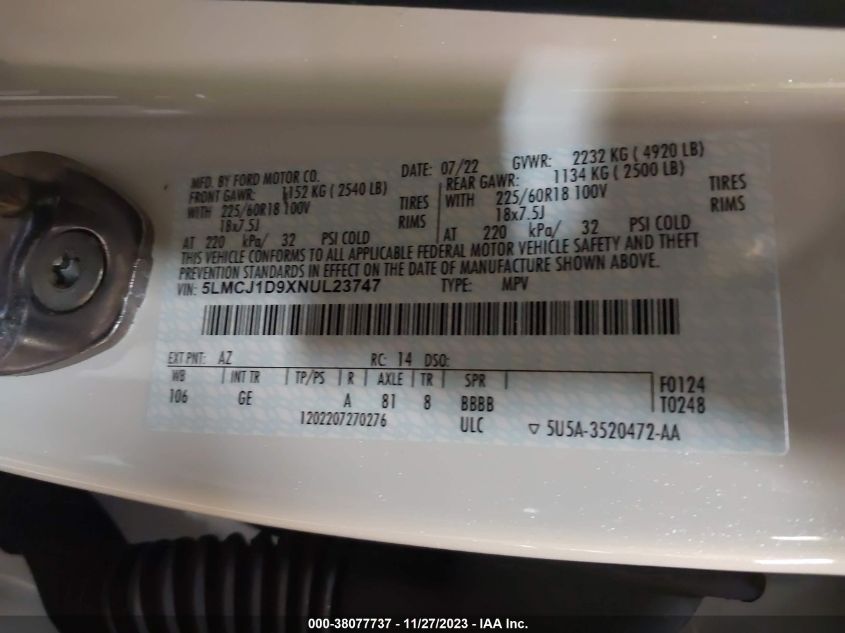 MFD. BY FORD MOTOR CO. DATE: 07/22 GVWR: 2232 KG ( 4920 LB)
FRONT GAWR: 1152 KG ( 2540 LB) REAR GAWR: 1134 KG ( 2500 LB)
WITH 225/60R18 100V TIRES WITH 225/60R18 100V TIRES
18x7.5J RIMS 18x7.5J RIMS
AT 220 kPa/ 32 PSI COLD AT 220 kPa/ 32 PSI COLD
THIS VEHICLE CONFORMS TO ALL APPLICABLE FEDERAL MOTOR VEHICLE SAFETY AND THEFT
PREVENTION STANDARDS IN EFFECT ON THE DATE OF MANUFACTURE SHOWN ABOVE.
VIN: 5LMCJ1D9XNUL23747 TYPE: MPV
EXT PNT: AZ RC: 14 DSO:
WB INT TR TP/PS R AXLE TR SPR F0124
106 GE A 81 8 BBBB T0248
1202207270276 ULC ▽ 5U5A-3520472-AA
000-38077737 - 11/27/2023 - IAA Inc.